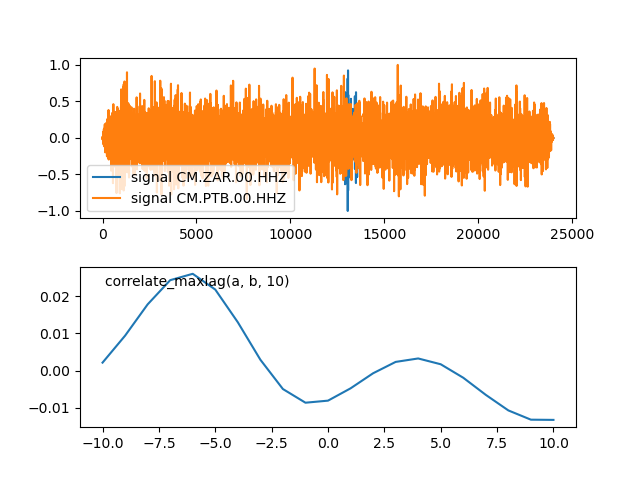 1.0
0.5
0.0
−0.5
−1.0
signal CM.ZAR.00.HHZ
signal CM.PTB.00.HHZ
0 5000 10000 15000 20000 25000
correlate_maxlag(a, b, 10)
0.02
0.01
0.00
−0.01
−10.0 −7.5 −5.0 −2.5 0.0 2.5 5.0 7.5 10.0